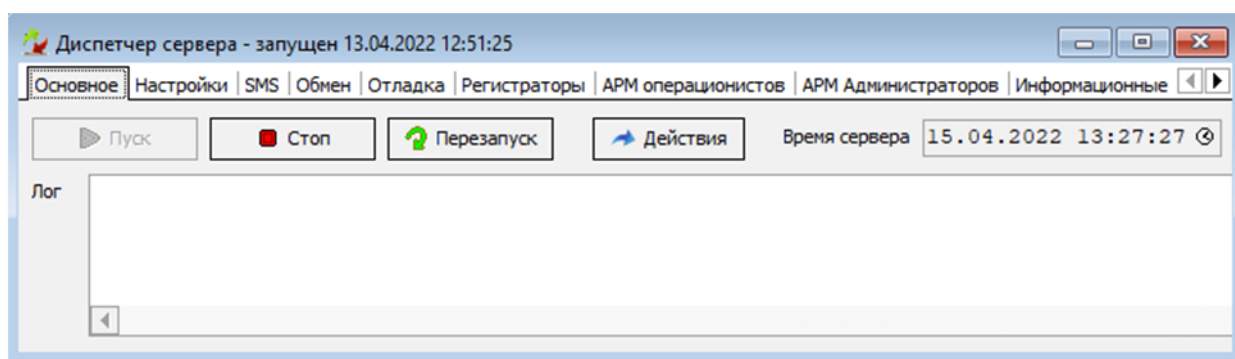 Диспетчер сервера - запущен 13.04.2022 12:51:25
Основное Настройки SMS Обмен Отладка Регистраторы АРМ операционистов АРМ Администраторов Информационные
Пуск Стоп Перезапуск Действия Время сервера 15.04.2022 13:27:27
Лог